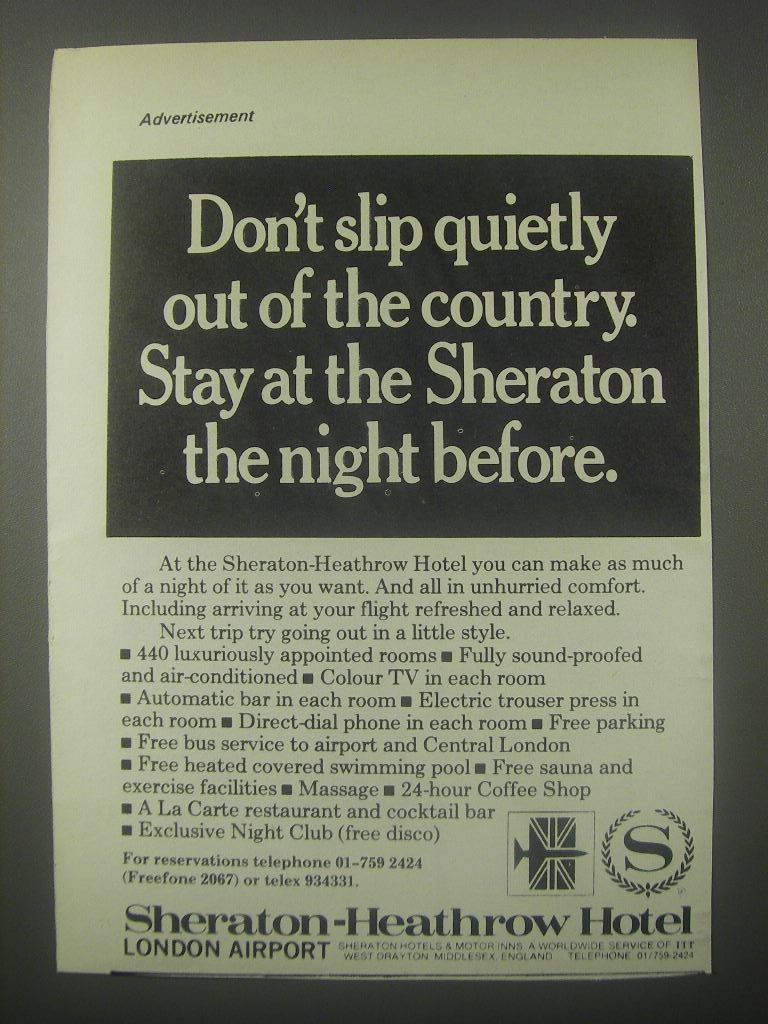 Advertisement
Don't slip quietly
out of the country.
Stay at the Sheraton
the night before.
At the Sheraton-Heathrow Hotel you can make as much
of a night of it as you want. And all in unhurried comfort.
Including arriving at your flight refreshed and relaxed.
Next trip try going out in a little style.
■ 440 luxuriously appointed rooms ■ Fully sound-proofed
and air-conditioned ■ Colour TV in each room
■ Automatic bar in each room ■ Electric trouser press in
each room ■ Direct-dial phone in each room ■ Free parking
■ Free bus service to airport and Central London
■ Free heated covered swimming pool ■ Free sauna and
exercise facilities ■ Massage ■ 24-hour Coffee Shop
■ A La Carte restaurant and cocktail bar
■ Exclusive Night Club (free disco)
For reservations telephone 01-759 2424
(Freefone 2067) or telex 934331.
S
Sheraton-Heathrow Hotel
LONDON AIRPORT
SHERATON HOTELS & MOTOR INNS. A WORLDWIDE SERVICE OF ITT
WEST DRAYTON MIDDLESEX, ENGLAND TELEPHONE 01/759-2424